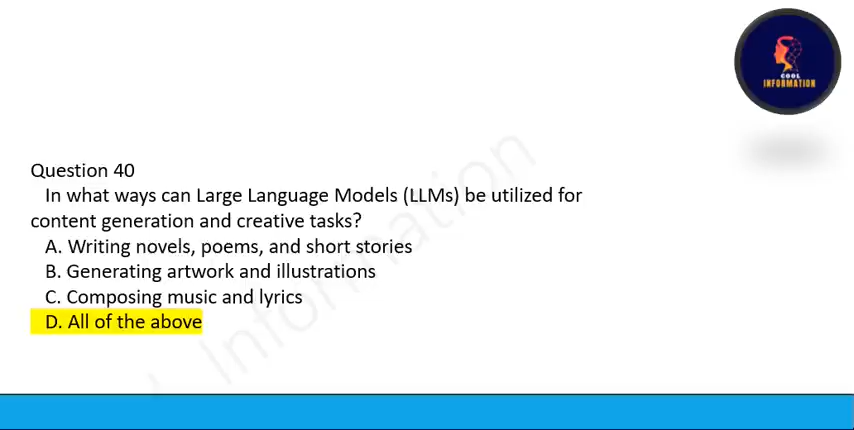 COOL
INFORMATION
Question 40
In what ways can Large Language Models (LLMs) be utilized for
content generation and creative tasks?
A. Writing novels, poems, and short stories
B. Generating artwork and illustrations
C. Composing music and lyrics
D. All of the above
Information